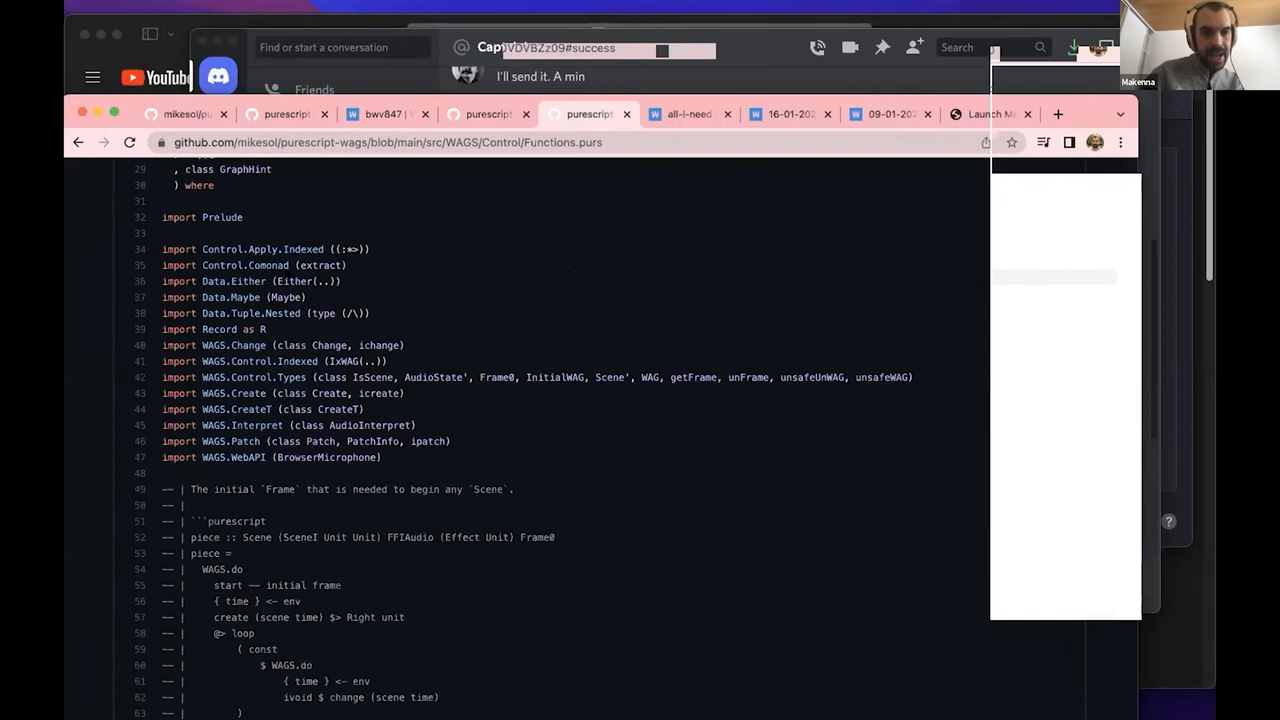 Find or start a conversation
@ Cap
DVDVBZz09#success
Search
YouTube
I'll send it. A min
Friends
Makenna
mikesol/pu
purescript-
bwv847 | W
purescript
purescript
all-i-need
16-01-202
09-01-202
Launch Me
github.com/mikesol/purescript-wags/blob/main/src/WAGS/Control/Functions.purs
29 , class GraphHint
30 ) where
31
32 import Prelude
33
34 import Control.Apply.Indexed ((:*>))
35 import Control.Comonad (extract)
36 import Data.Either (Either(..))
37 import Data.Maybe (Maybe)
38 import Data.Tuple.Nested (type (/\))
39 import Record as R
40 import WAGS.Change (class Change, ichange)
41 import WAGS.Control.Indexed (IxWAG(..))
42 import WAGS.Control.Types (class IsScene, AudioState', Frame0, InitialWAG, Scene', WAG, getFrame, unFrame, unsafeUnWAG, unsafeWAG)
43 import WAGS.Create (class Create, icreate)
44 import WAGS.CreateT (class CreateT)
45 import WAGS.Interpret (class AudioInterpret)
46 import WAGS.Patch (class Patch, PatchInfo, ipatch)
47 import WAGS.WebAPI (BrowserMicrophone)
48
49 -- | The initial `Frame` that is needed to begin any `Scene`.
50 -- |
51 -- | ```purescript
52 -- | piece :: Scene (SceneI Unit Unit) FFIAudio (Effect Unit) Frame0
53 -- | piece =
54 -- |   WAGS.do
55 -- |     start -- initial frame
56 -- |     { time } <- env
57 -- |     create (scene time) $> Right unit
58 -- |     @> loop
59 -- |         ( const
60 -- |           $ WAGS.do
61 -- |               { time } <- env
62 -- |               ivoid $ change (scene time)
63 -- |         )
?